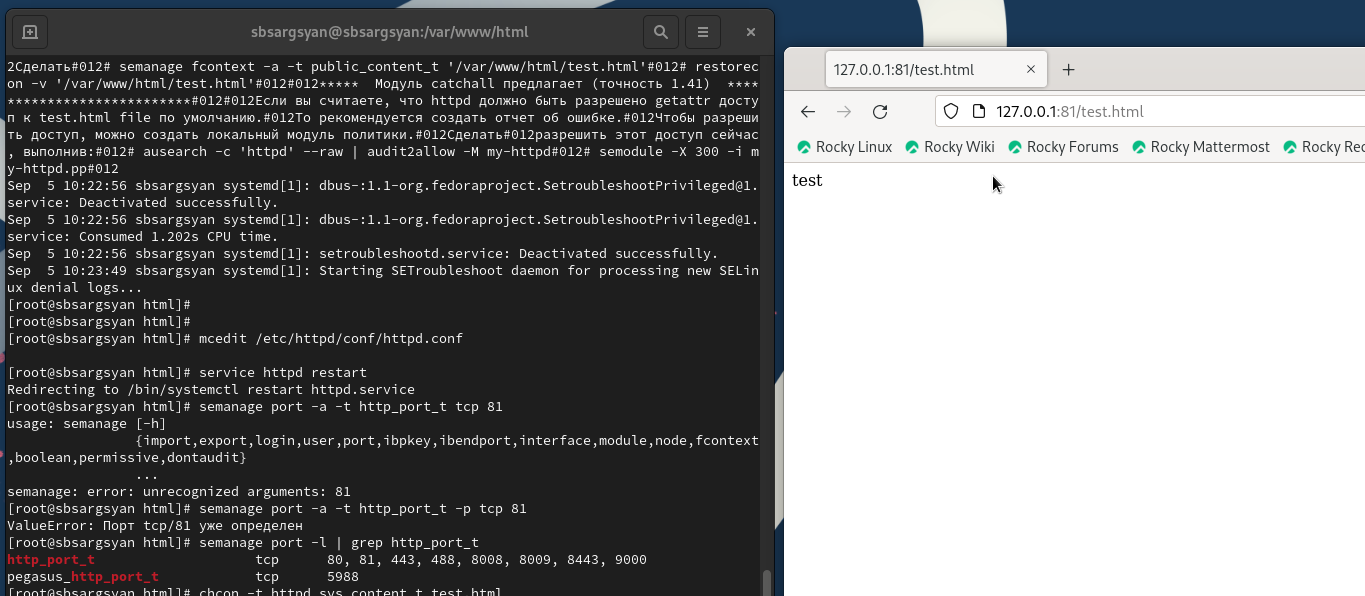 sbsargsyan@sbsargsyan:/var/www/html
2Сделать#012# semanage fcontext -a -t public_content_t '/var/www/html/test.html'#012# restorec
on -v '/var/www/html/test.html'#012#012*****  Модуль catchall предлагает (точность 1.41)  ****
***********************#012#012Если вы считаете, что httpd должно быть разрешено getattr досту
п к test.html file по умолчанию.#012То рекомендуется создать отчет об ошибке.#012Чтобы разреши
ть доступ, можно создать локальный модуль политики.#012Сделать#012разрешить этот доступ сейчас
, выполнив:#012# ausearch -c 'httpd' --raw | audit2allow -M my-httpd#012# semodule -X 300 -i m
y-httpd.pp#012
Sep  5 10:22:56 sbsargsyan systemd[1]: dbus-:1.1-org.fedoraproject.SetroubleshootPrivileged@1.
service: Deactivated successfully.
Sep  5 10:22:56 sbsargsyan systemd[1]: dbus-:1.1-org.fedoraproject.SetroubleshootPrivileged@1.
service: Consumed 1.202s CPU time.
Sep  5 10:22:56 sbsargsyan systemd[1]: setroubleshootd.service: Deactivated successfully.
Sep  5 10:23:49 sbsargsyan systemd[1]: Starting SETroubleshoot daemon for processing new SELin
ux denial logs...
[root@sbsargsyan html]#
[root@sbsargsyan html]#
[root@sbsargsyan html]# mcedit /etc/httpd/conf/httpd.conf
[root@sbsargsyan html]# service httpd restart
Redirecting to /bin/systemctl restart httpd.service
[root@sbsargsyan html]# semanage port -a -t http_port_t tcp 81
usage: semanage [-h]
                {import,export,login,user,port,ibpkey,ibendport,interface,module,node,fcontext
,boolean,permissive,dontaudit}
                ...
semanage: error: unrecognized arguments: 81
[root@sbsargsyan html]# semanage port -a -t http_port_t -p tcp 81
ValueError: Порт tcp/81 уже определен
[root@sbsargsyan html]# semanage port -l | grep http_port_t
http_port_t                    tcp      80, 81, 443, 488, 8008, 8009, 8443, 9000
pegasus_http_port_t            tcp      5988
[root@sbsargsyan html]# chcon -t httpd_sys_content_t test.html
127.0.0.1:81/test.html
127.0.0.1:81/test.html
Rocky Linux Rocky Wiki Rocky Forums Rocky Mattermost Rocky Rec
test